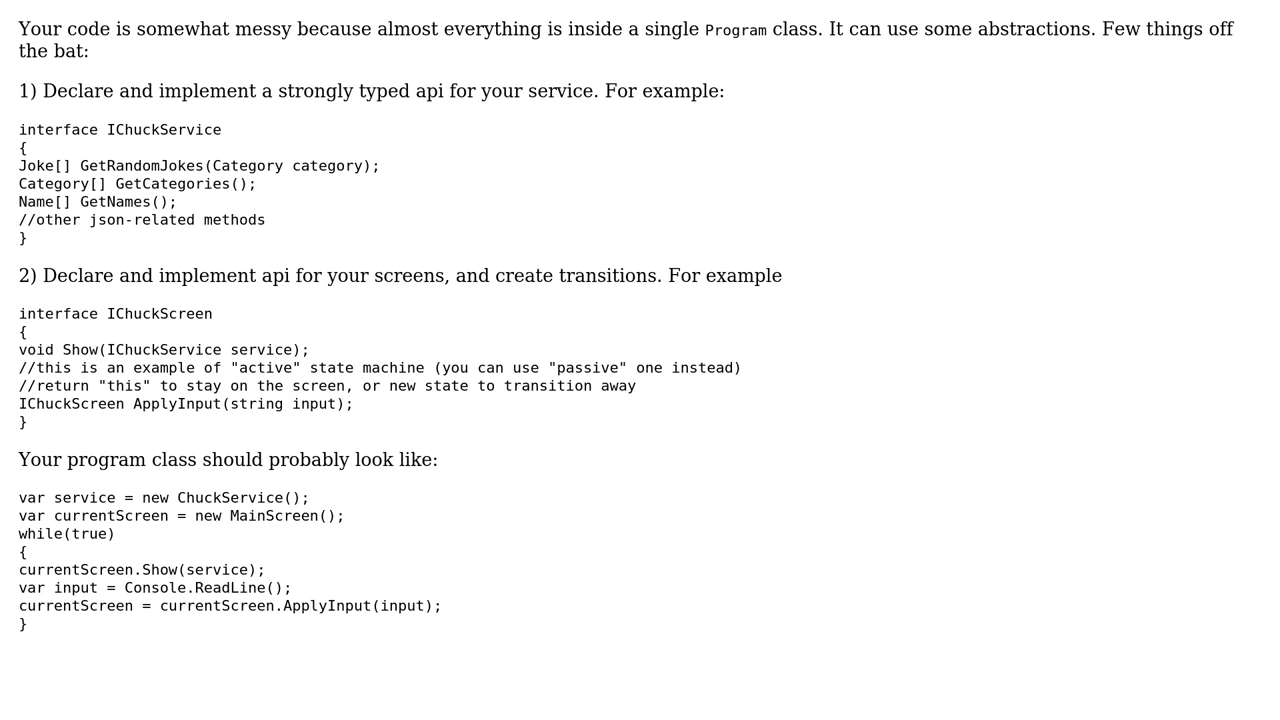 Your code is somewhat messy because almost everything is inside a single Program class. It can use some abstractions. Few things off
the bat:
1) Declare and implement a strongly typed api for your service. For example:
interface IChuckService
{
Joke[] GetRandomJokes(Category category);
Category[] GetCategories();
Name[] GetNames();
//other json-related methods
}
2) Declare and implement api for your screens, and create transitions. For example
interface IChuckScreen
{
void Show(IChuckService service);
//this is an example of "active" state machine (you can use "passive" one instead)
//return "this" to stay on the screen, or new state to transition away
IChuckScreen ApplyInput(string input);
}
Your program class should probably look like:
var service = new ChuckService();
var currentScreen = new MainScreen();
while(true)
{
currentScreen.Show(service);
var input = Console.ReadLine();
currentScreen = currentScreen.ApplyInput(input);
}